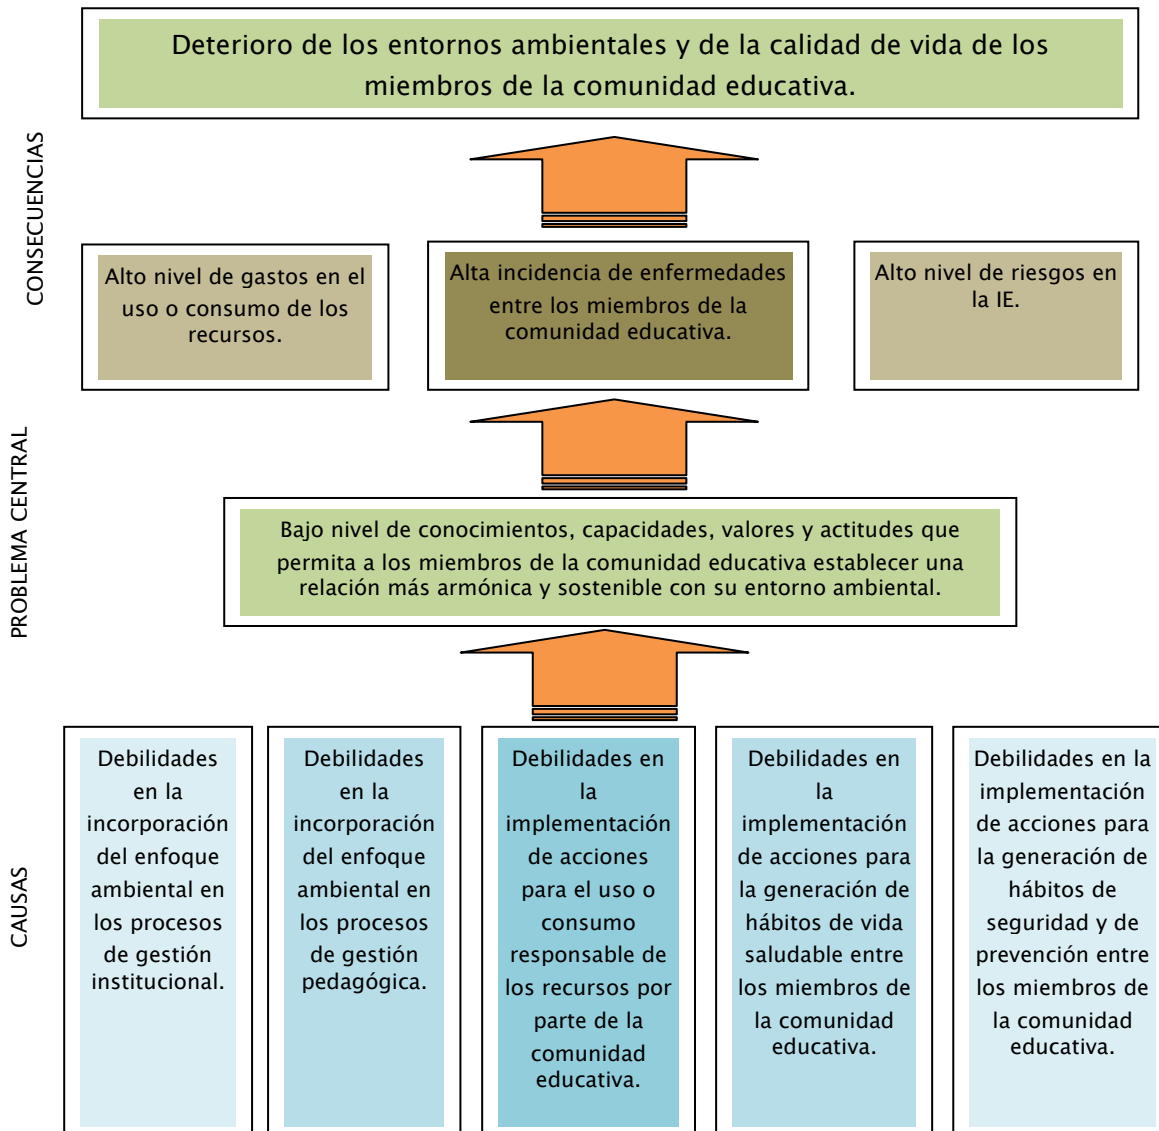 Deterioro de los entornos ambientales y de la calidad de vida de los
miembros de la comunidad educativa.
CONSECUENCIAS
Alto nivel de gastos en el
uso o consumo de los
recursos.
Alta incidencia de enfermedades
entre los miembros de la
comunidad educativa.
Alto nivel de riesgos en
la IE.
PROBLEMA CENTRAL
Bajo nivel de conocimientos, capacidades, valores y actitudes que
permita a los miembros de la comunidad educativa establecer una
relación más armónica y sostenible con su entorno ambiental.
CAUSAS
Debilidades
en la
incorporación
del enfoque
ambiental en
los procesos
de gestión
institucional.
Debilidades
en la
incorporación
del enfoque
ambiental en
los procesos
de gestión
pedagógica.
Debilidades en
la
implementación
de acciones
para el uso o
consumo
responsable de
los recursos por
parte de la
comunidad
educativa.
Debilidades en
la
implementación
de acciones para
la generación de
hábitos de vida
saludable entre
los miembros de
la comunidad
educativa.
Debilidades en la
implementación
de acciones para
la generación de
hábitos de
seguridad y de
prevención entre
los miembros de
la comunidad
educativa.